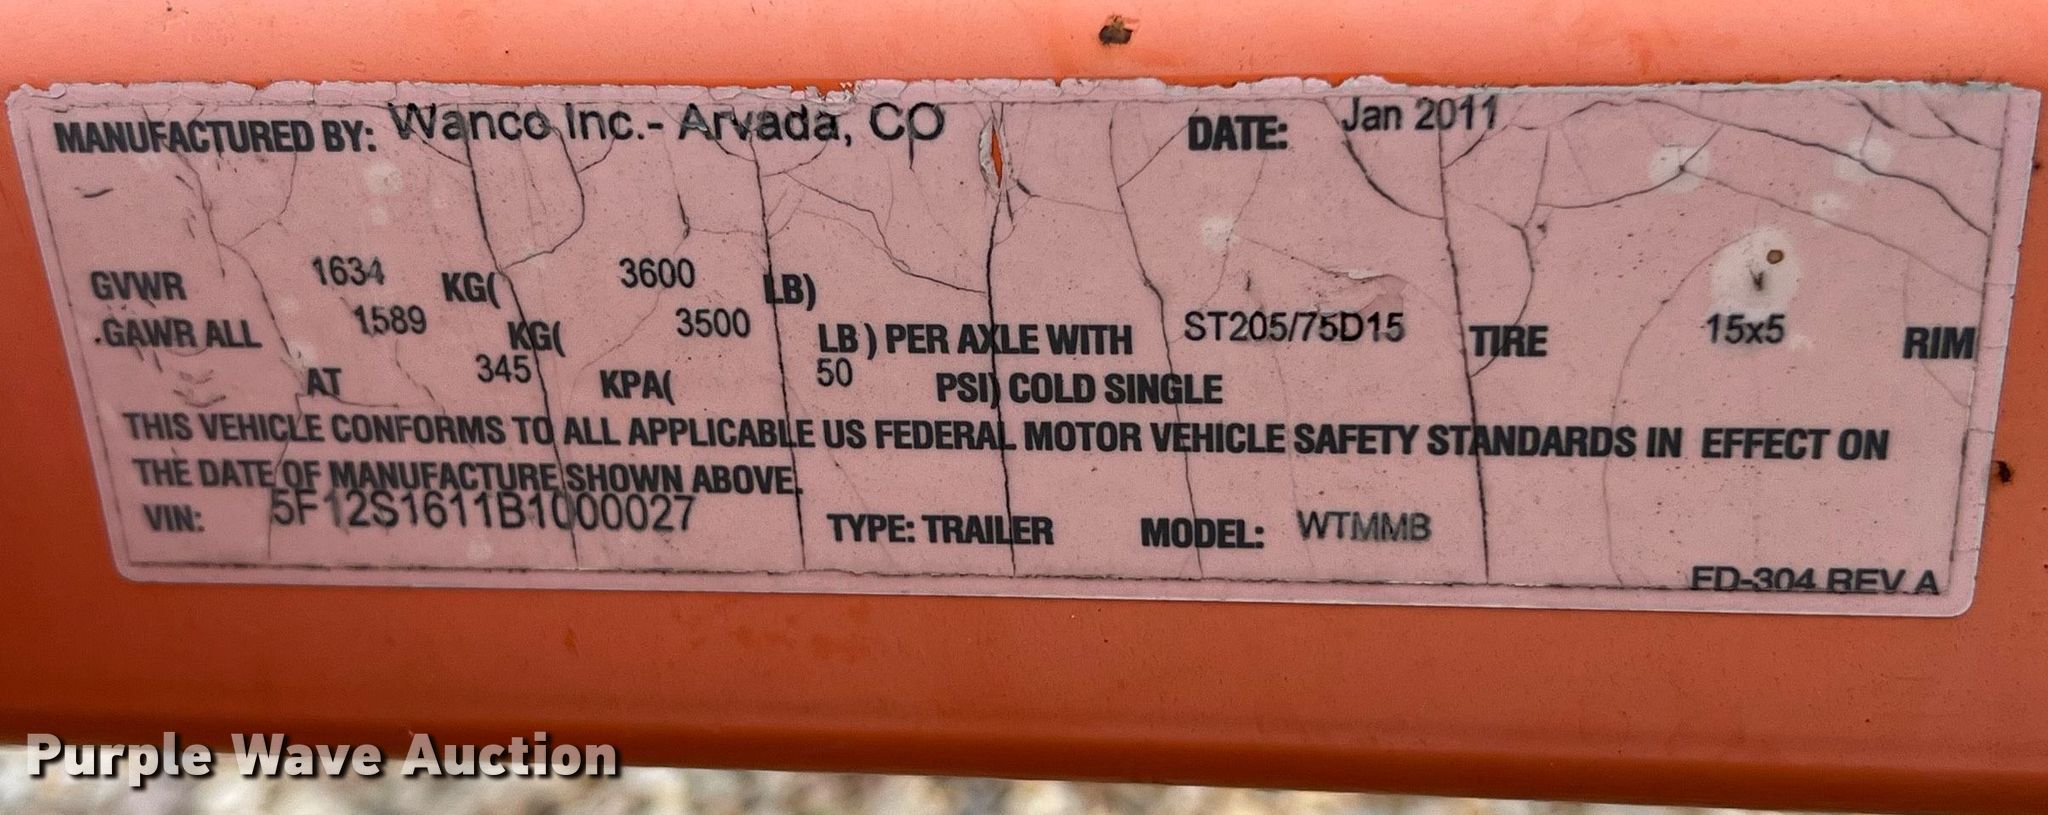 MANUFACTURED BY: Wanco Inc.- Arvada, CO DATE: Jan 2011
GVWR 1634 KG( 3600 LB)
.GAWR ALL 1589 KG( 3500 LB ) PER AXLE WITH ST205/75D15 TIRE 15x5 RIM
AT 345 KPA( 50 PSI) COLD SINGLE
THIS VEHICLE CONFORMS TO ALL APPLICABLE US FEDERAL MOTOR VEHICLE SAFETY STANDARDS IN EFFECT ON
THE DATE OF MANUFACTURE SHOWN ABOVE.
VIN: 5F12S1611B1000027 TYPE: TRAILER MODEL: WTMMB
FD-304 REV A
Purple Wave Auction